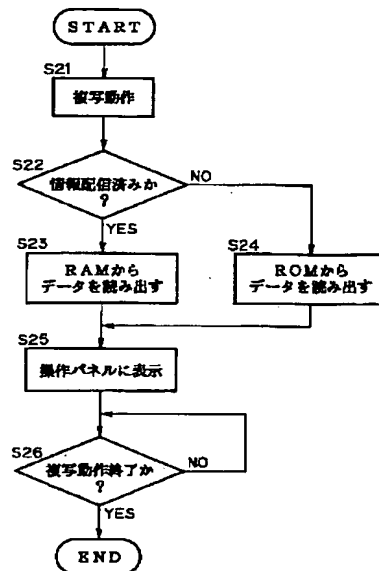 START
S21
複写動作
S22
情報配信済みか
?
NO
YES
S23
RAMから
データを読み出す
S24
ROMから
データを読み出す
S25
操作パネルに表示
S26
複写動作終了か
?
NO
YES
END